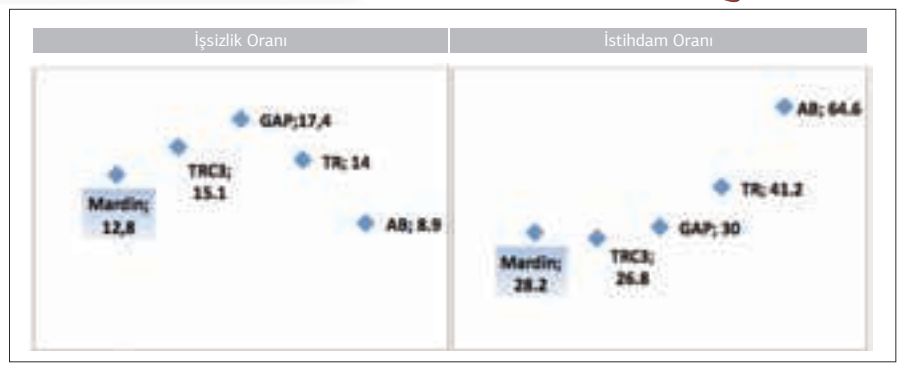 İşsizlik Oranı
GAP;17,4
TRC3;
15.1
TR; 14
Mardin;
12,8
AB; 8.9
İstihdam Oranı
AB; 64.6
TR; 41.2
GAP; 30
Mardin;
28.2
TRC3;
26.8